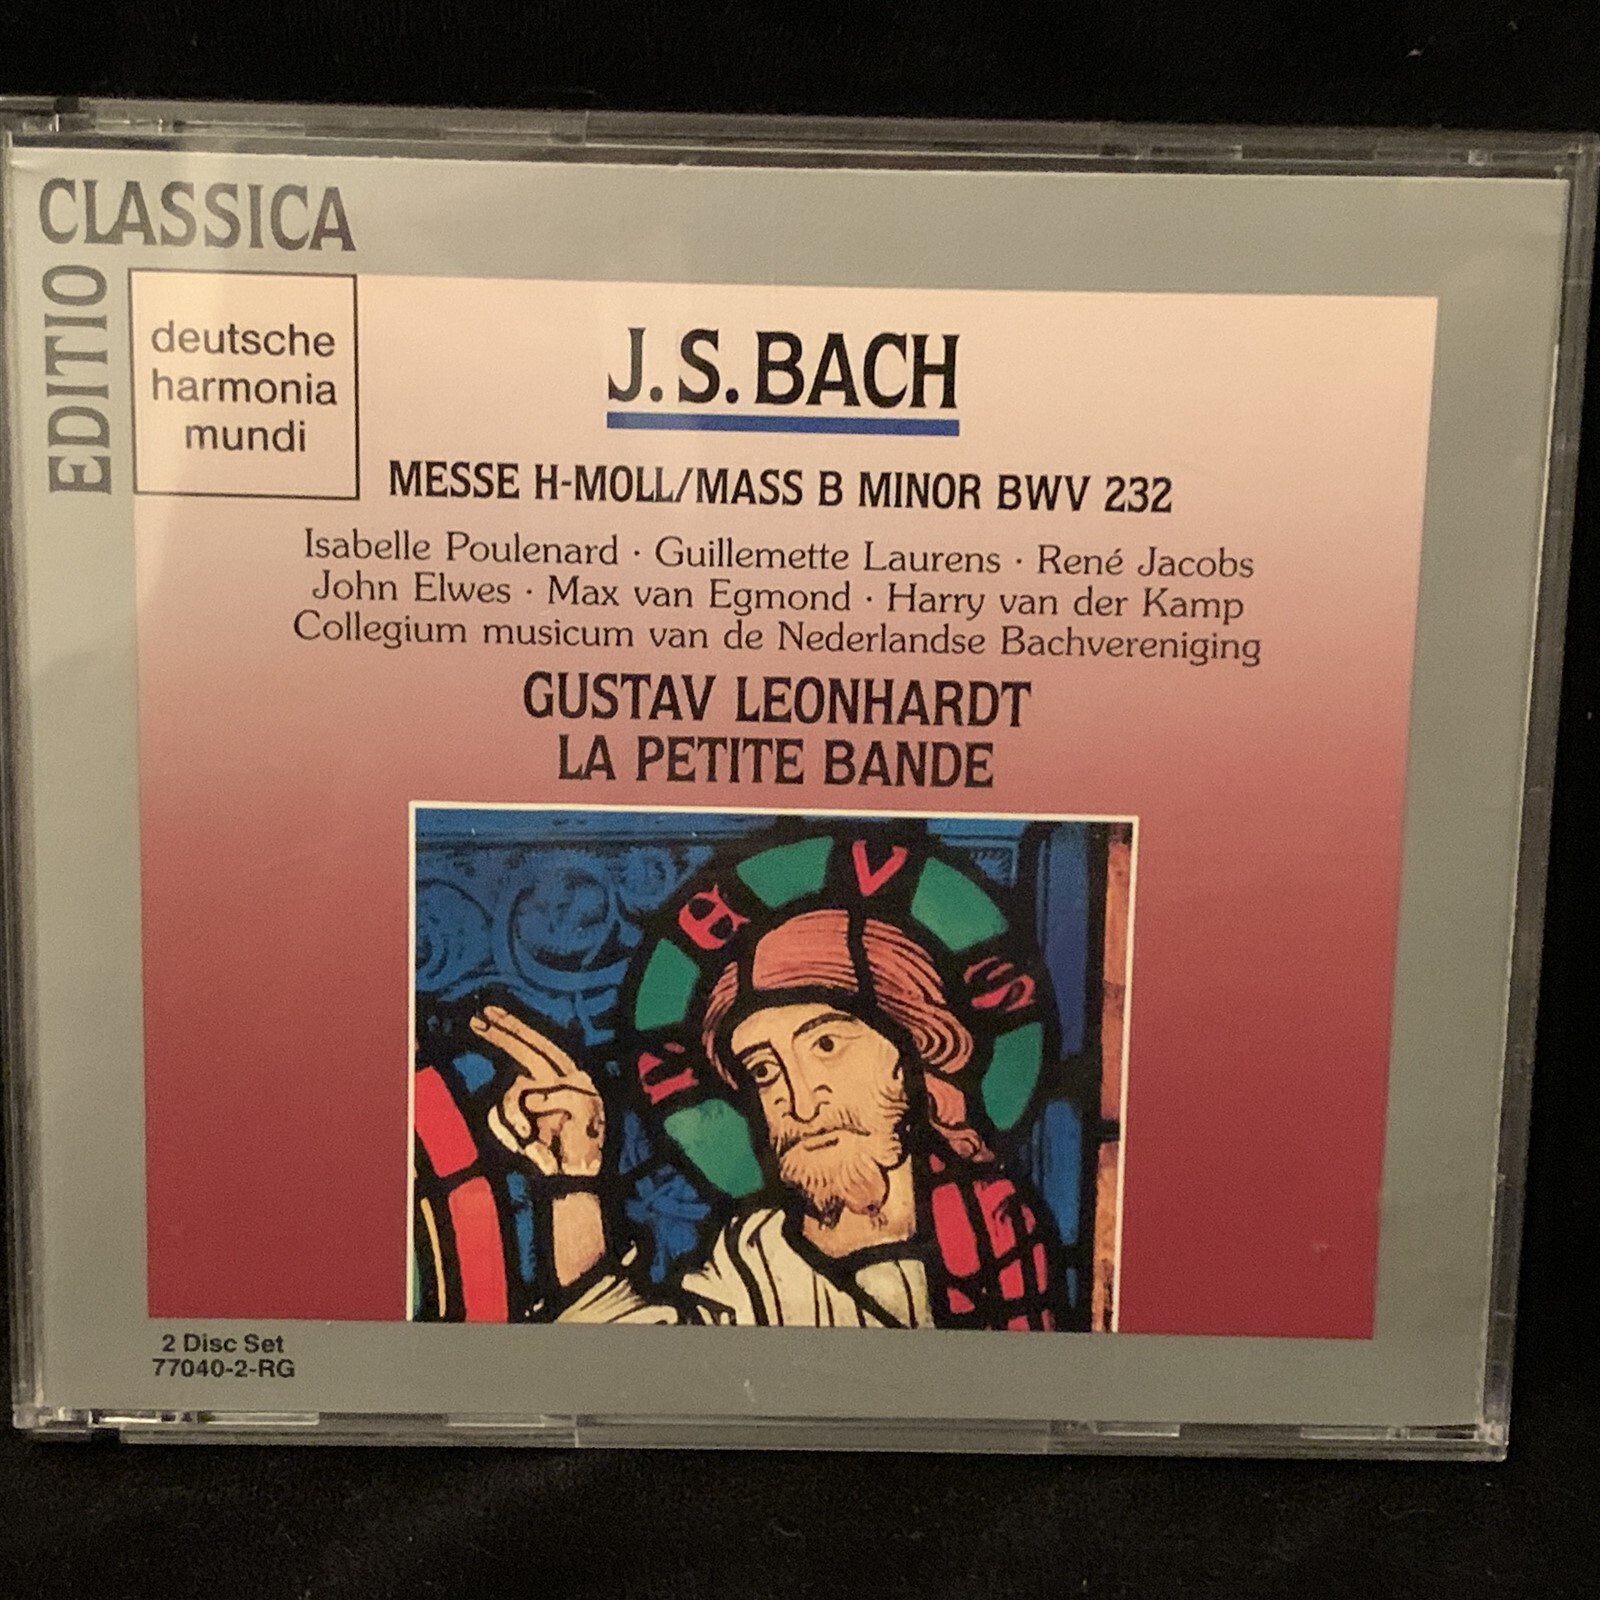 CLASSICA
EDITIO
deutsche
harmonia
mundi
J. S. BACH
MESSE H-MOLL/MASS B MINOR BWV 232
Isabelle Poulenard · Guillemette Laurens · René Jacobs
John Elwes · Max van Egmond · Harry van der Kamp
Collegium musicum van de Nederlandse Bachvereniging
GUSTAV LEONHARDT
LA PETITE BANDE
2 Disc Set
77040-2-RG